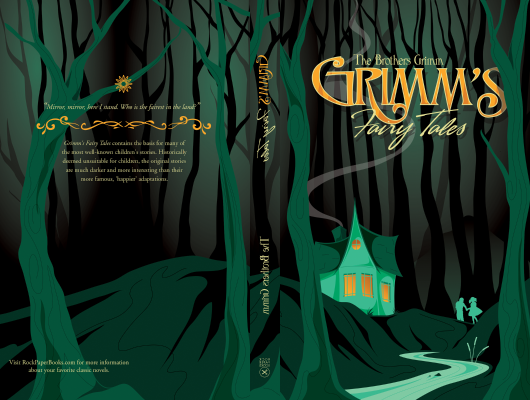 "Mirror, mirror, here I stand. Who is the fairest in the land?"
Grimm's Fairy Tales contains the basis for many of
the most well-known children's stories. Historically
deemed unsuitable for children, the original stories
are much darker and more interesting than their
more famous, 'happier' adaptations.
Visit RockPaperBooks.com for more information
about your favorite classic novels.
GRIMM'S Fairy Tales
The Brothers Grimm
The Brothers Grimm
GRIMM'S
Fairy Tales